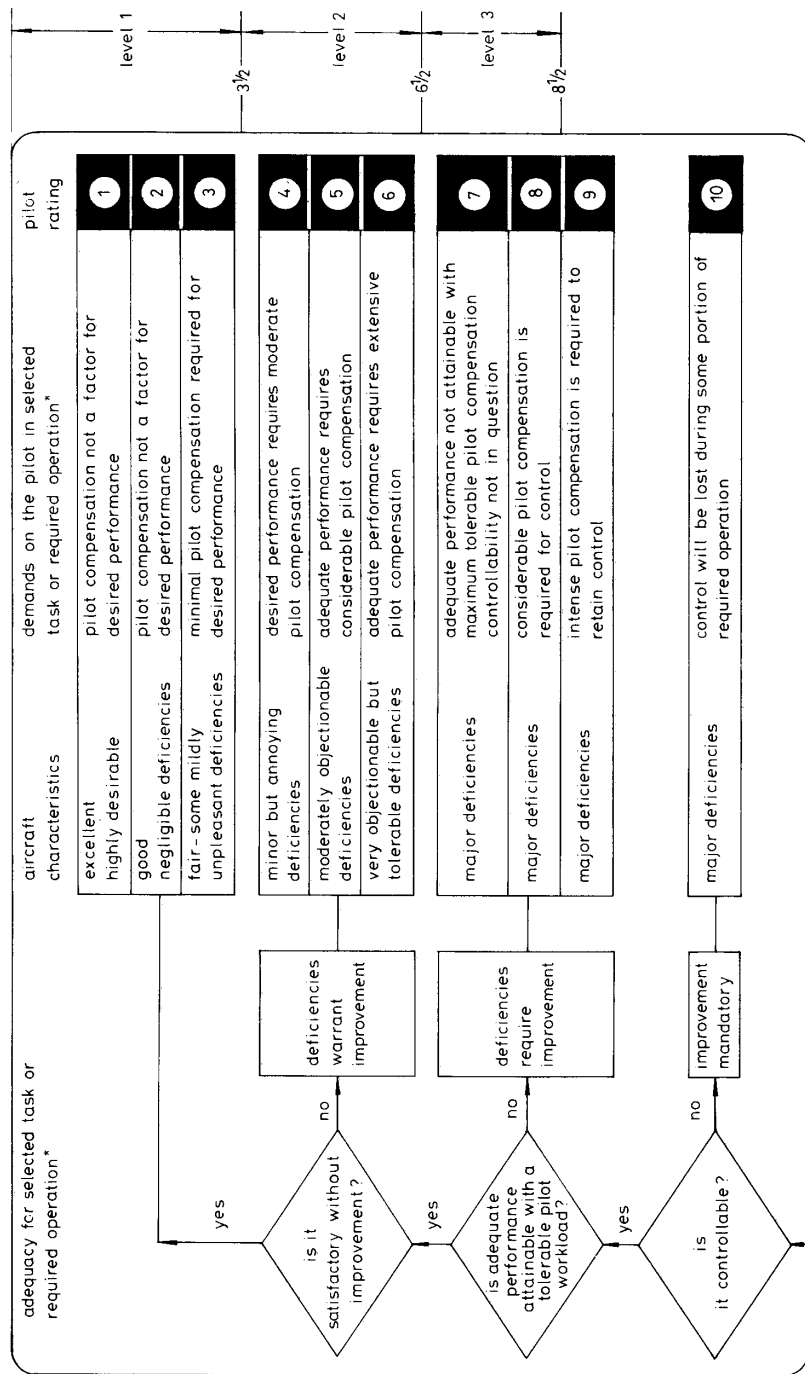 adequacy for selected task or
required operation*
aircraft
characteristics
demands on the pilot in selected
task or required operation*
pilot
rating
excellent
highly desirable
pilot compensation not a factor for
desired performance
1
good
negligible deficiencies
pilot compensation not a factor for
desired performance
2
fair-some mildly
unpleasant deficiencies
minimal pilot compensation required for
desired performance
3
level 1
3½
yes
is it
satisfactory without
improvement?
no
deficiencies
warrant
improvement
minor but annoying
deficiencies
desired performance requires moderate
pilot compensation
4
moderately objectionable
deficiencies
adequate performance requires
considerable pilot compensation
5
very objectionable but
tolerable deficiencies
adequate performance requires extensive
pilot compensation
6
level 2
6½
yes
is adequate
performance
attainable with a
tolerable pilot
workload?
no
deficiencies
require
improvement
major deficiencies
adequate performance not attainable with
maximum tolerable pilot compensation
controllability not in question
7
major deficiencies
considerable pilot compensation is
required for control
8
major deficiencies
intense pilot compensation is required to
retain control
9
level 3
8½
yes
is
it controllable?
no
improvement
mandatory
major deficiencies
control will be lost during some portion of
required operation
10